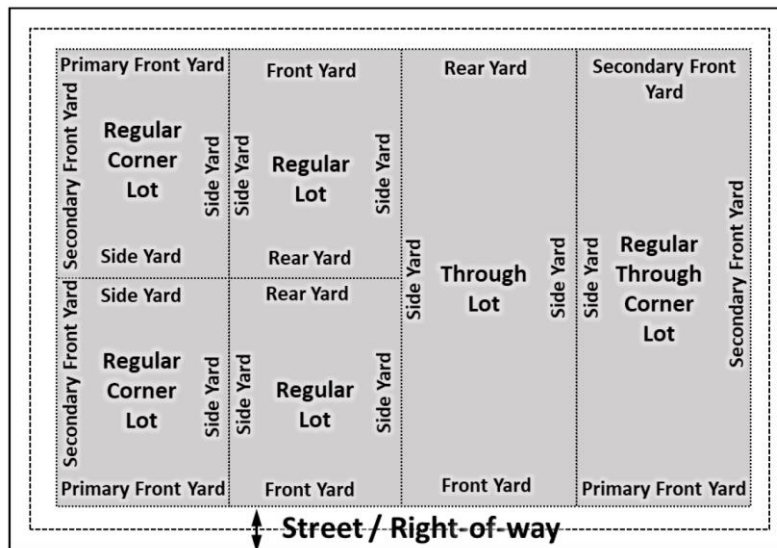 Primary Front Yard
Front Yard
Rear Yard
Secondary Front
Yard
Secondary Front Yard
Regular
Corner
Lot
Side Yard
Side Yard
Side Yard
Regular
Lot
Side Yard
Rear Yard
Side Yard
Through
Lot
Side Yard
Side Yard
Regular
Through
Corner
Lot
Secondary Front Yard
Side Yard
Secondary Front Yard
Regular
Corner
Lot
Side Yard
Primary Front Yard
Rear Yard
Side Yard
Regular
Lot
Side Yard
Front Yard
Front Yard
Primary Front Yard
Street / Right-of-way